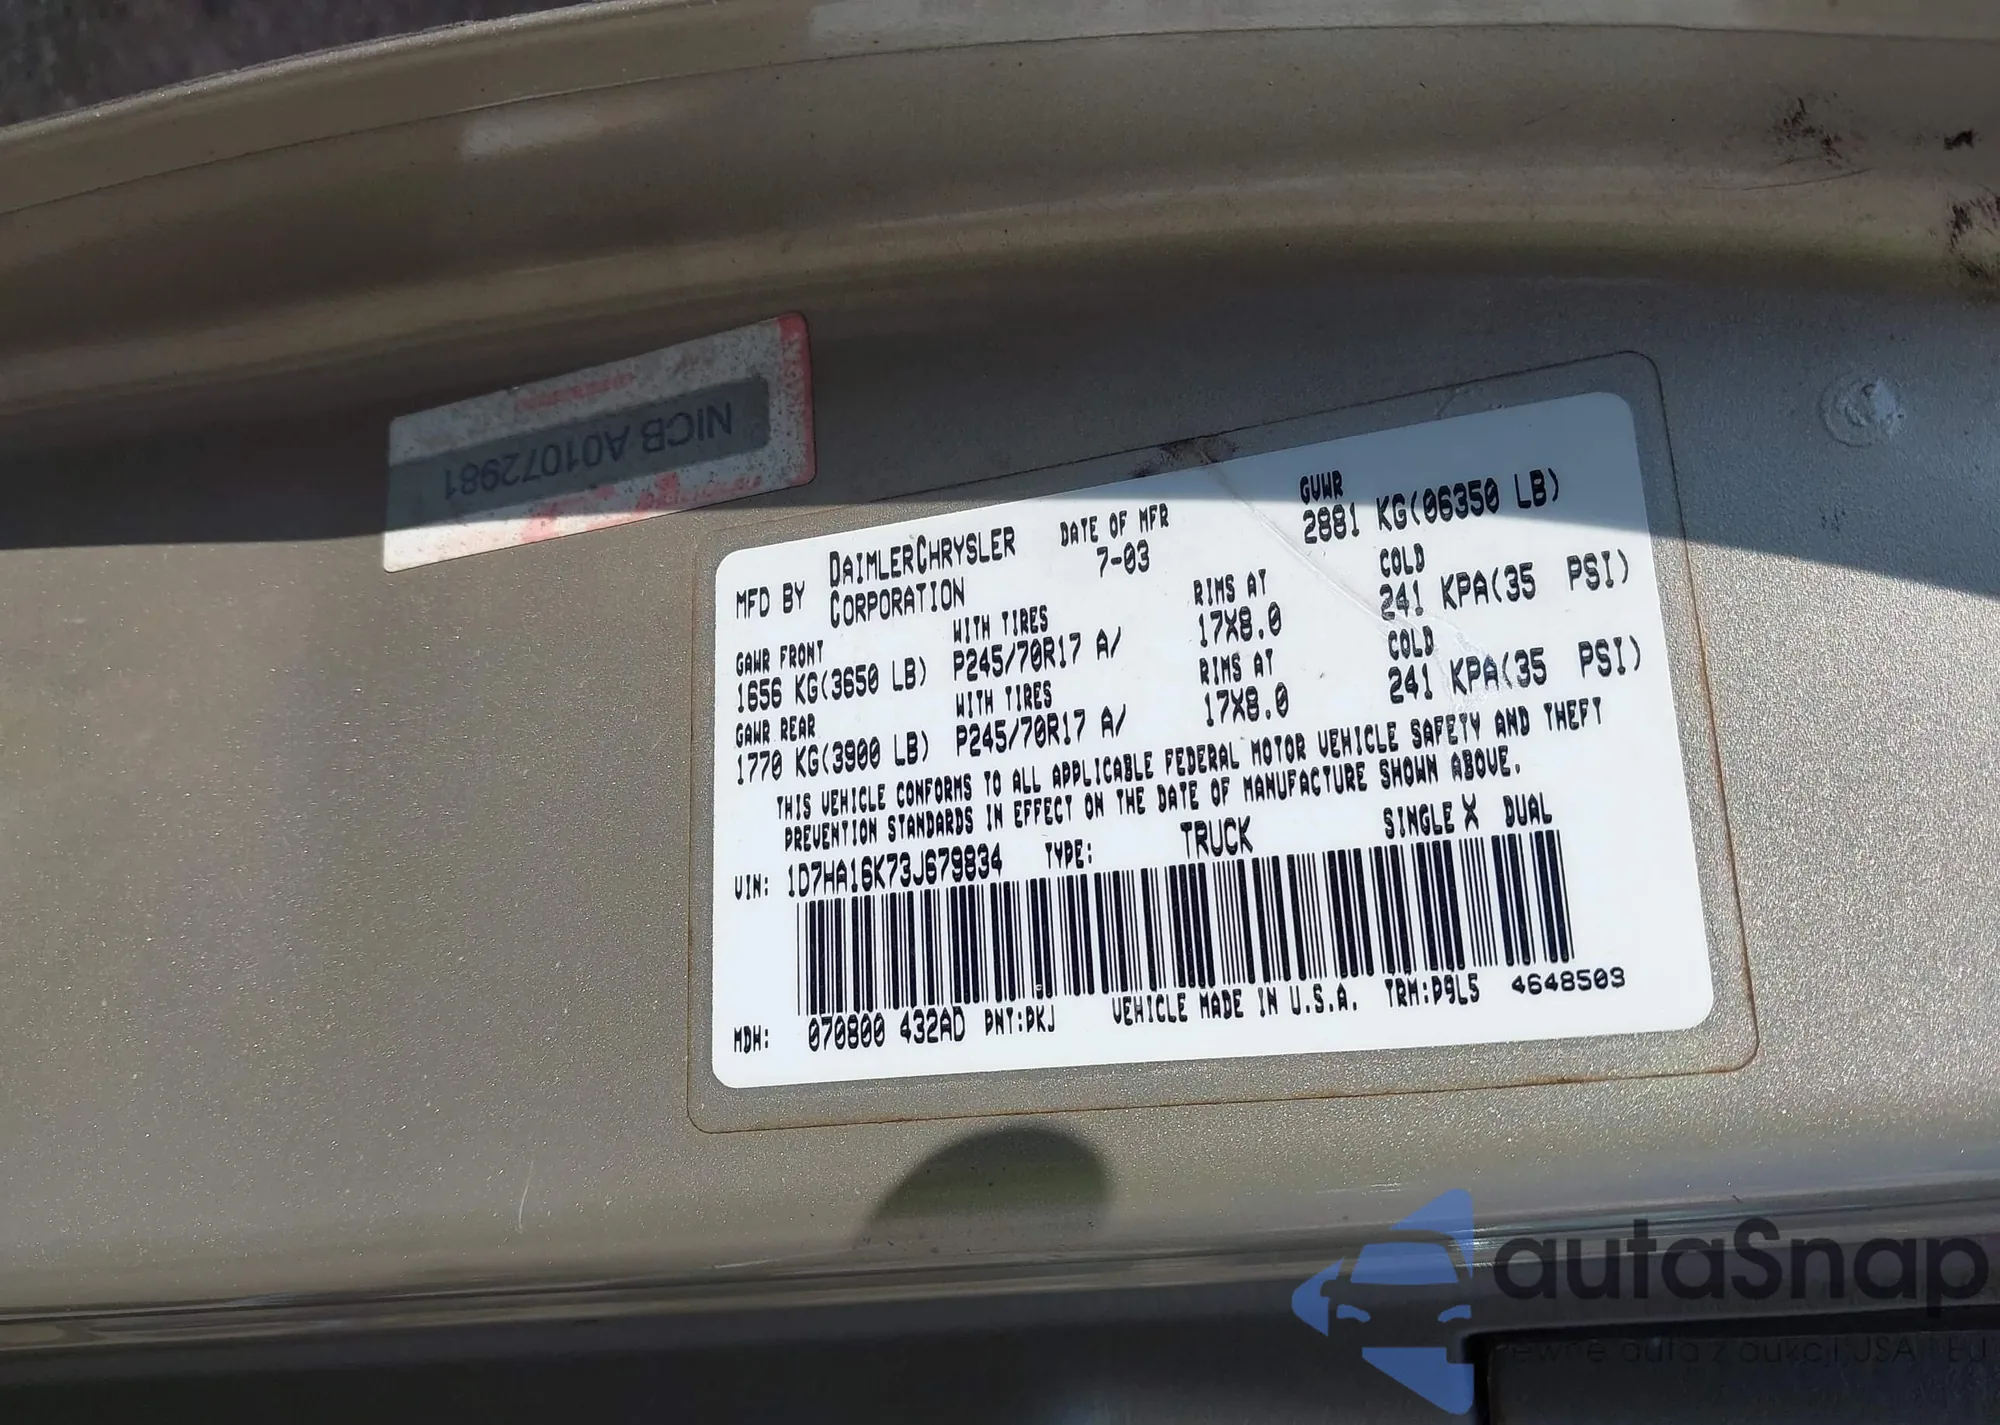 NICB A01072981
MFD BY DAIMLERCHRYSLER CORPORATION DATE OF MFR 7-03 GVWR 2881 KG(06350 LB)
GAWR FRONT WITH TIRES RIMS AT COLD
1656 KG(3650 LB) P245/70R17 A/ 17X8.0 241 KPA(35 PSI)
GAWR REAR WITH TIRES RIMS AT COLD
1770 KG(3900 LB) P245/70R17 A/ 17X8.0 241 KPA(35 PSI)
THIS VEHICLE CONFORMS TO ALL APPLICABLE FEDERAL MOTOR VEHICLE SAFETY AND THEFT
PREVENTION STANDARDS IN EFFECT ON THE DATE OF MANUFACTURE SHOWN ABOVE.
VIN: 1D7HA16K73J679834 TYPE: TRUCK SINGLE X DUAL
MDH: 070800 432AD PNT:PKJ VEHICLE MADE IN U.S.A. TRM:D9L5 4648503
autaSnap
Pewne auta z aukcji USA i EU